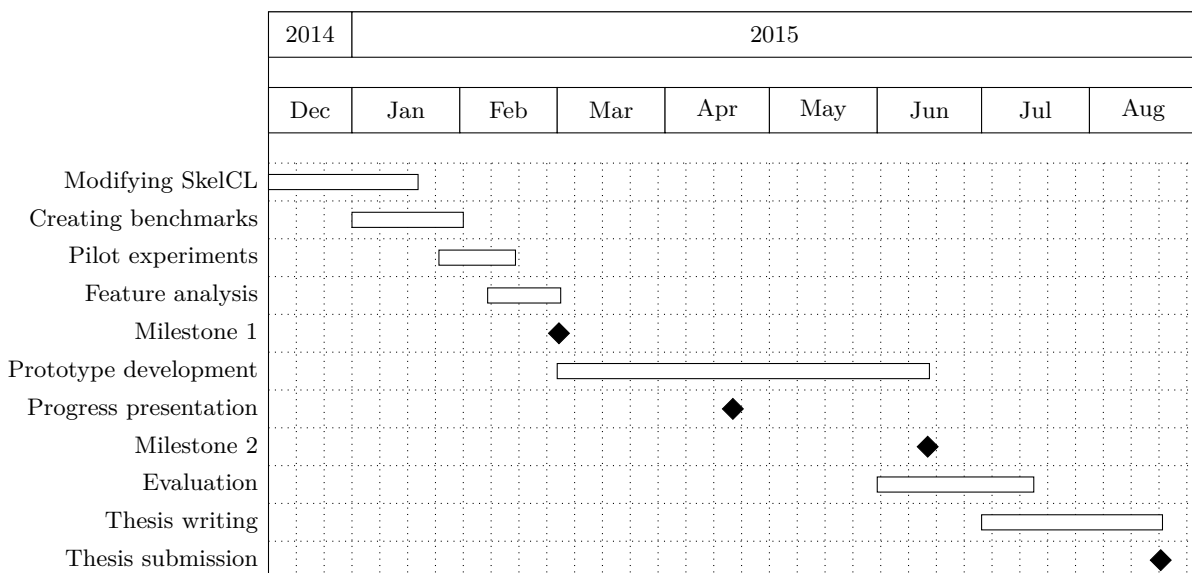 2014 2015
Dec Jan Feb Mar Apr May Jun Jul Aug
Modifying SkelCL
Creating benchmarks
Pilot experiments
Feature analysis
Milestone 1
Prototype development
Progress presentation
Milestone 2
Evaluation
Thesis writing
Thesis submission